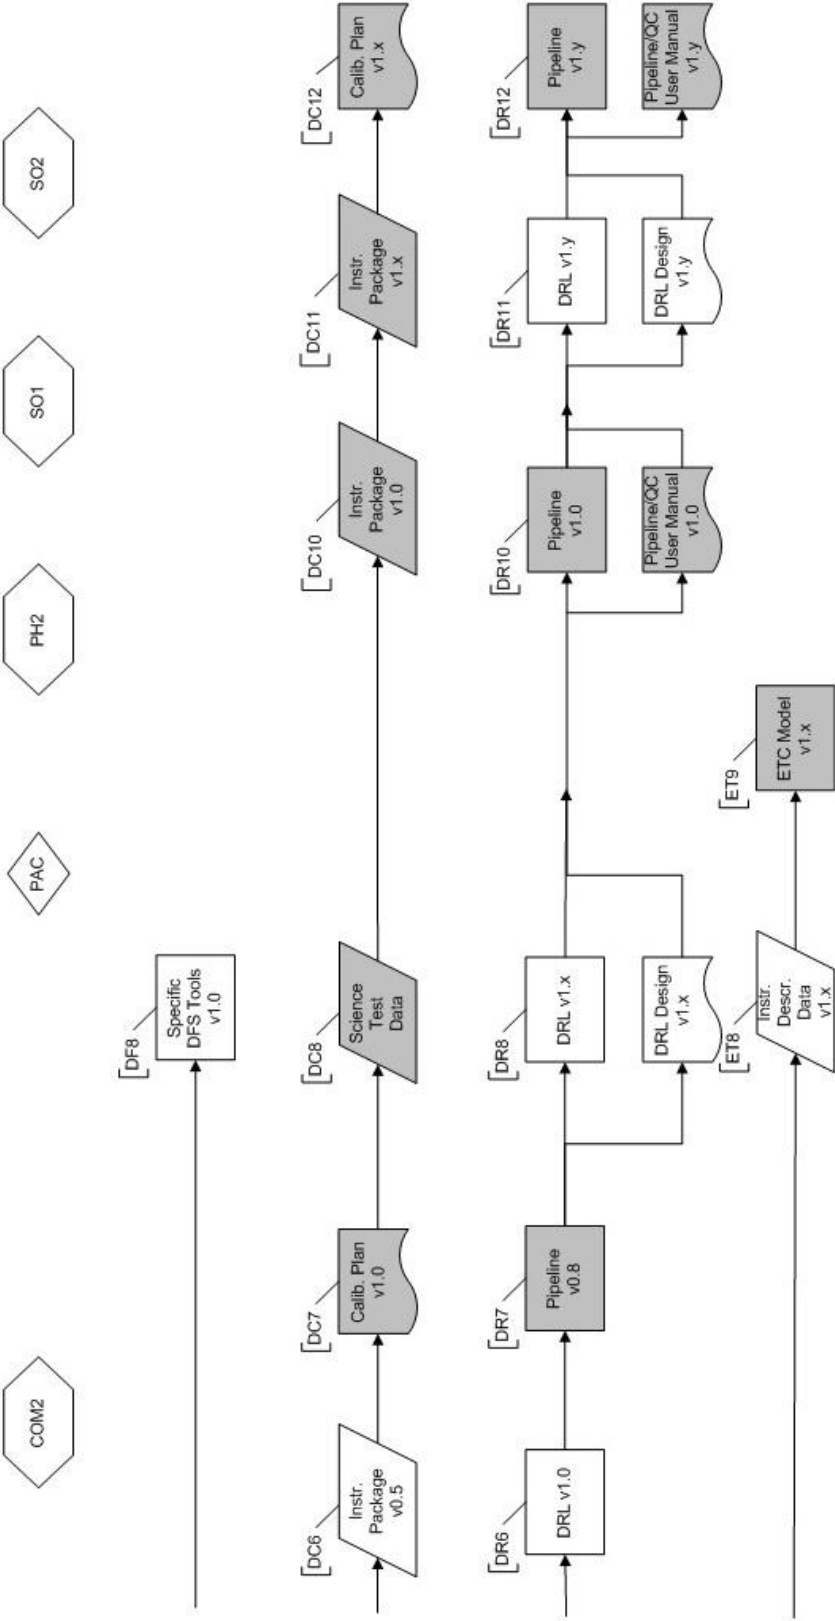 COM2
PAC
PH2
SO1
SO2
DF8
Specific
DFS Tools
v1.0
DC6
Instr.
Package
v0.5
DC7
Calib. Plan
v1.0
DC8
Science
Test
Data
DC10
Instr.
Package
v1.0
DC11
Instr.
Package
v1.x
DC12
Calib. Plan
v1.x
DR6
DRL v1.0
DR7
Pipeline
v0.8
DR8
DRL v1.x
DR10
Pipeline
v1.0
DR11
DRL v1.y
DR12
Pipeline
v1.y
DRL Design
v1.x
Pipeline/QC
User Manual
v1.0
DRL Design
v1.y
Pipeline/QC
User Manual
v1.y
ET8
Instr.
Descr.
Data
v1.x
ET9
ETC Model
v1.x